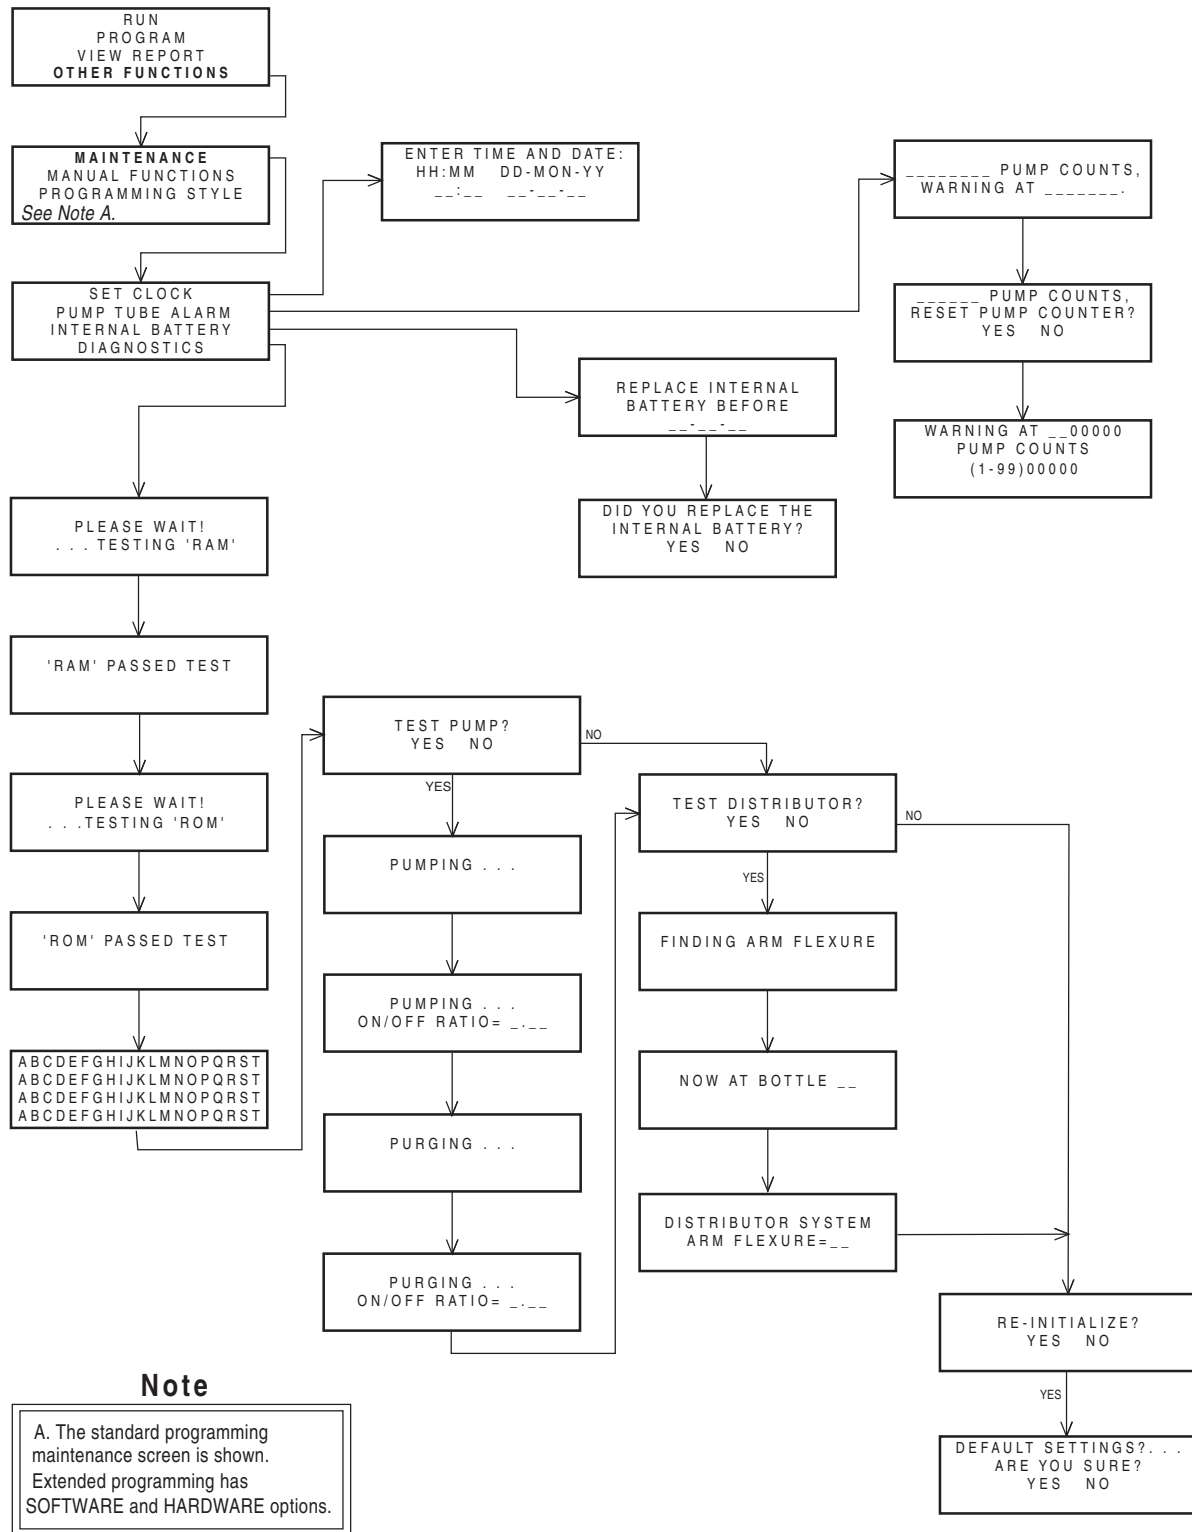 RUN
PROGRAM
VIEW REPORT
OTHER FUNCTIONS
MAINTENANCE
MANUAL FUNCTIONS
PROGRAMMING STYLE
See Note A.
ENTER TIME AND DATE:
HH:MM DD-MON-YY
__:__ __-__-__
________ PUMP COUNTS,
WARNING AT _______.
SET CLOCK
PUMP TUBE ALARM
INTERNAL BATTERY
DIAGNOSTICS
______ PUMP COUNTS,
RESET PUMP COUNTER?
YES NO
REPLACE INTERNAL
BATTERY BEFORE
__-__-__
WARNING AT __00000
PUMP COUNTS
(1-99)00000
DID YOU REPLACE THE
INTERNAL BATTERY?
YES NO
PLEASE WAIT!
. . . TESTING 'RAM'
'RAM' PASSED TEST
PLEASE WAIT!
. . .TESTING 'ROM'
'ROM' PASSED TEST
ABCDEFGHIJKLMNOPQRST
ABCDEFGHIJKLMNOPQRST
ABCDEFGHIJKLMNOPQRST
ABCDEFGHIJKLMNOPQRST
TEST PUMP?
YES NO
NO
YES
PUMPING . . .
PUMPING . . .
ON/OFF RATIO= _.__
PURGING . . .
PURGING . . .
ON/OFF RATIO= _.__
TEST DISTRIBUTOR?
YES NO
NO
YES
FINDING ARM FLEXURE
NOW AT BOTTLE __
DISTRIBUTOR SYSTEM
ARM FLEXURE=__
RE-INITIALIZE?
YES NO
YES
DEFAULT SETTINGS?. . .
ARE YOU SURE?
YES NO
Note
A. The standard programming
maintenance screen is shown.
Extended programming has
SOFTWARE and HARDWARE options.